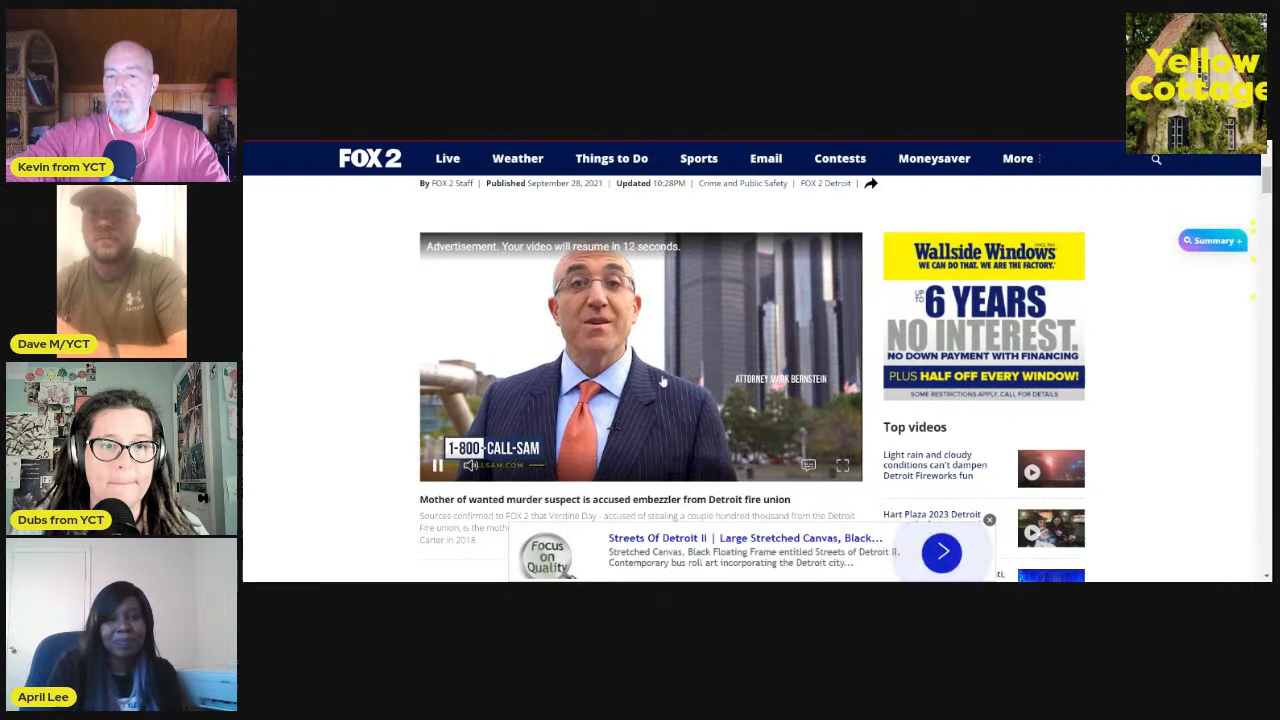 Kevin from YCT
Dave M/YCT
Dubs from YCT
April Lee
Yellow
Cottage
FOX 2
Live
Weather
Things to Do
Sports
Email
Contests
Moneysaver
More
By FOX 2 Staff | Published September 28, 2021 | Updated 10:28PM | Crime and Public Safety | FOX 2 Detroit |
Summary +
Advertisement. Your video will resume in 12 seconds.
ATTORNEY MARK BERNSTEIN
1-800-CALL-SAM
Wallside Windows
WE CAN DO THAT. WE ARE THE FACTORY.
UP TO 6 YEARS
NO INTEREST.
NO DOWN PAYMENT WITH FINANCING
PLUS HALF OFF EVERY WINDOW!
SOME RESTRICTIONS APPLY. CALL FOR DETAILS
Top videos
Light rain and cloudy
conditions can't dampen
Detroit Fireworks fun
Hart Plaza 2023 Detroit
Mother of wanted murder suspect is accused embezzler from Detroit fire union
Sources confirmed to FOX 2 that Verdine Day - accused of stealing a couple hundred thousand from the Detroit
Fire union, is the
Carter in 2018.
Focus
on
Quality
Streets Of Detroit II | Large Stretched Canvas, Black...
Stretched Canvas, Black Floating Frame entitled Streets of Detroit II.
Contemporary bus roll art incorporating the Detroit city...